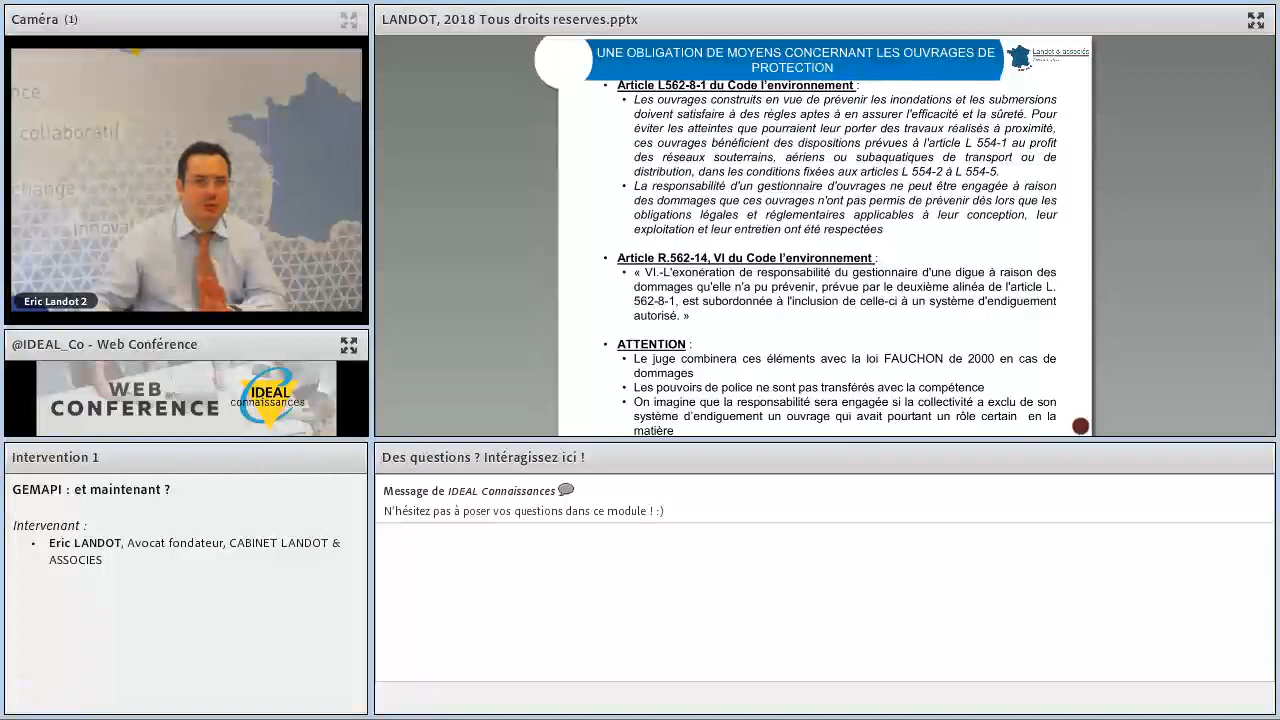 Caméra (1)
nce
collaboratif
change
innova
Eric Landot 2
@IDEAL_Co - Web Conférence
WEB
CONFERENCE
IDEAL
connaissances
Intervention 1
GEMAPI : et maintenant ?
Intervenant :
• Eric LANDOT, Avocat fondateur, CABINET LANDOT &
ASSOCIES
LANDOT, 2018 Tous droits reserves.pptx
UNE OBLIGATION DE MOYENS CONCERNANT LES OUVRAGES DE
PROTECTION
Landot & associés
• Article L562-8-1 du Code l’environnement :
• Les ouvrages construits en vue de prévenir les inondations et les submersions
doivent satisfaire à des règles aptes à en assurer l'efficacité et la sûreté. Pour
éviter les atteintes que pourraient leur porter des travaux réalisés à proximité,
ces ouvrages bénéficient des dispositions prévues à l'article L 554-1 au profit
des réseaux souterrains, aériens ou subaquatiques de transport ou de
distribution, dans les conditions fixées aux articles L 554-2 à L 554-5.
• La responsabilité d'un gestionnaire d'ouvrages ne peut être engagée à raison
des dommages que ces ouvrages n'ont pas permis de prévenir dès lors que les
obligations légales et réglementaires applicables à leur conception, leur
exploitation et leur entretien ont été respectées
• Article R.562-14, VI du Code l’environnement :
• « VI.-L'exonération de responsabilité du gestionnaire d'une digue à raison des
dommages qu'elle n'a pu prévenir, prévue par le deuxième alinéa de l'article L.
562-8-1, est subordonnée à l'inclusion de celle-ci à un système d'endiguement
autorisé. »
• ATTENTION :
• Le juge combinera ces éléments avec la loi FAUCHON de 2000 en cas de
dommages
• Les pouvoirs de police ne sont pas transférés avec la compétence
• On imagine que la responsabilité sera engagée si la collectivité a exclu de son
système d’endiguement un ouvrage qui avait pourtant un rôle certain en la
matière
Des questions ? Intéragissez ici !
Message de IDEAL Connaissances
N'hésitez pas à poser vos questions dans ce module ! :)